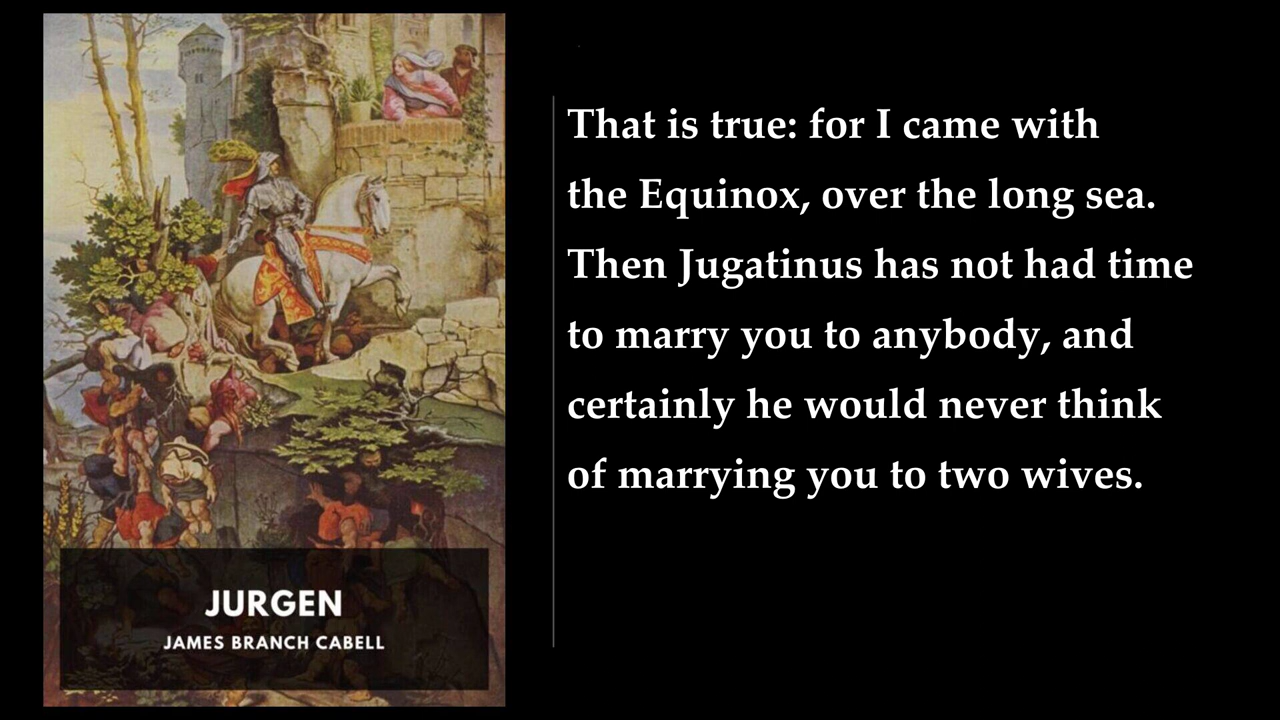 JURGEN
JAMES BRANCH CABELL
That is true: for I came with
the Equinox, over the long sea.
Then Jugatinus has not had time
to marry you to anybody, and
certainly he would never think
of marrying you to two wives.